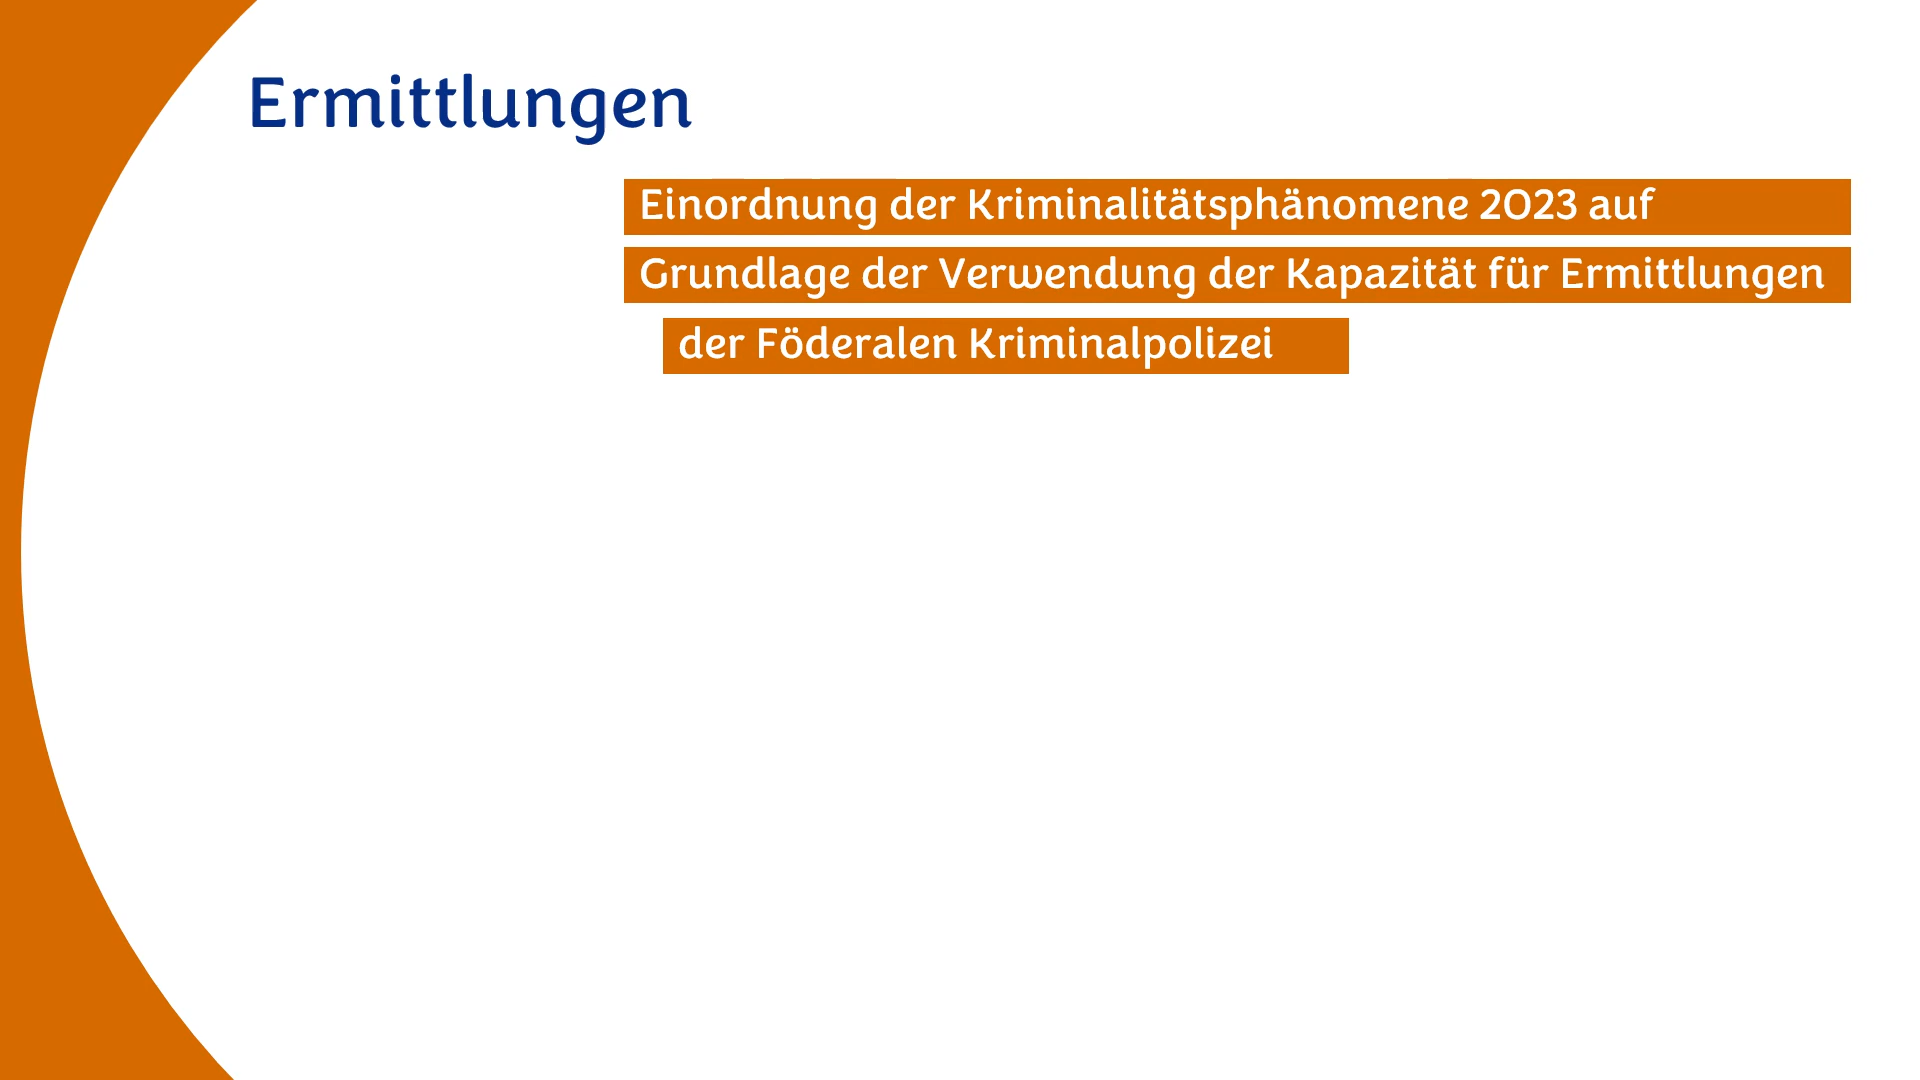 Ermittlungen
Einordnung der Kriminalitätsphänomene 2023 auf
Grundlage der Verwendung der Kapazität für Ermittlungen
der Föderalen Kriminalpolizei